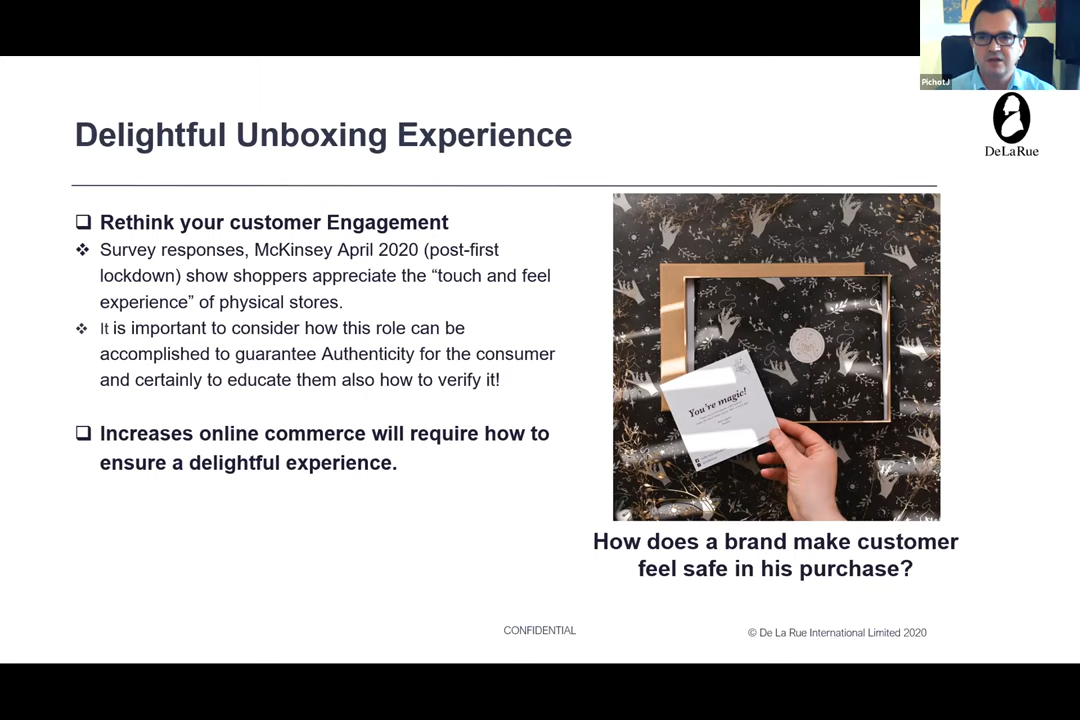 PichotJ
DeLaRue
Delightful Unboxing Experience
Rethink your customer Engagement
Survey responses, McKinsey April 2020 (post-first
lockdown) show shoppers appreciate the “touch and feel
experience” of physical stores.
It is important to consider how this role can be
accomplished to guarantee Authenticity for the consumer
and certainly to educate them also how to verify it!
Increases online commerce will require how to
ensure a delightful experience.
You're magic!
How does a brand make customer
feel safe in his purchase?
CONFIDENTIAL
© De La Rue International Limited 2020